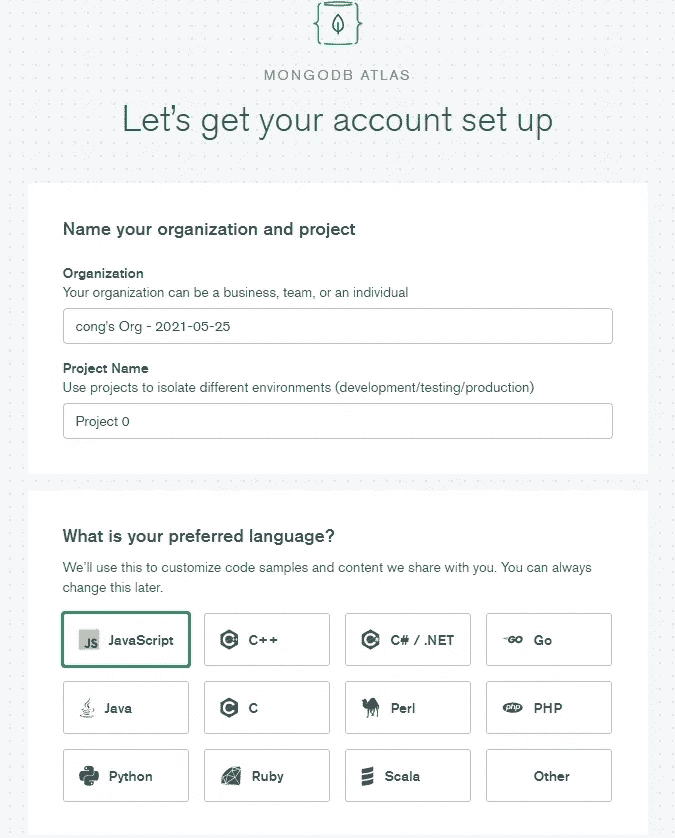 MONGODB ATLAS
Let's get your account set up
Name your organization and project
Organization
Your organization can be a business, team, or an individual
cong's Org - 2021-05-25
Project Name
Use projects to isolate different environments (development/testing/production)
Project 0
What is your preferred language?
We'll use this to customize code samples and content we share with you. You can always
change this later.
JS JavaScript
C C++
C C# / .NET
GO Go
Java
C C
Perl
php PHP
Python
Ruby
Scala
Other